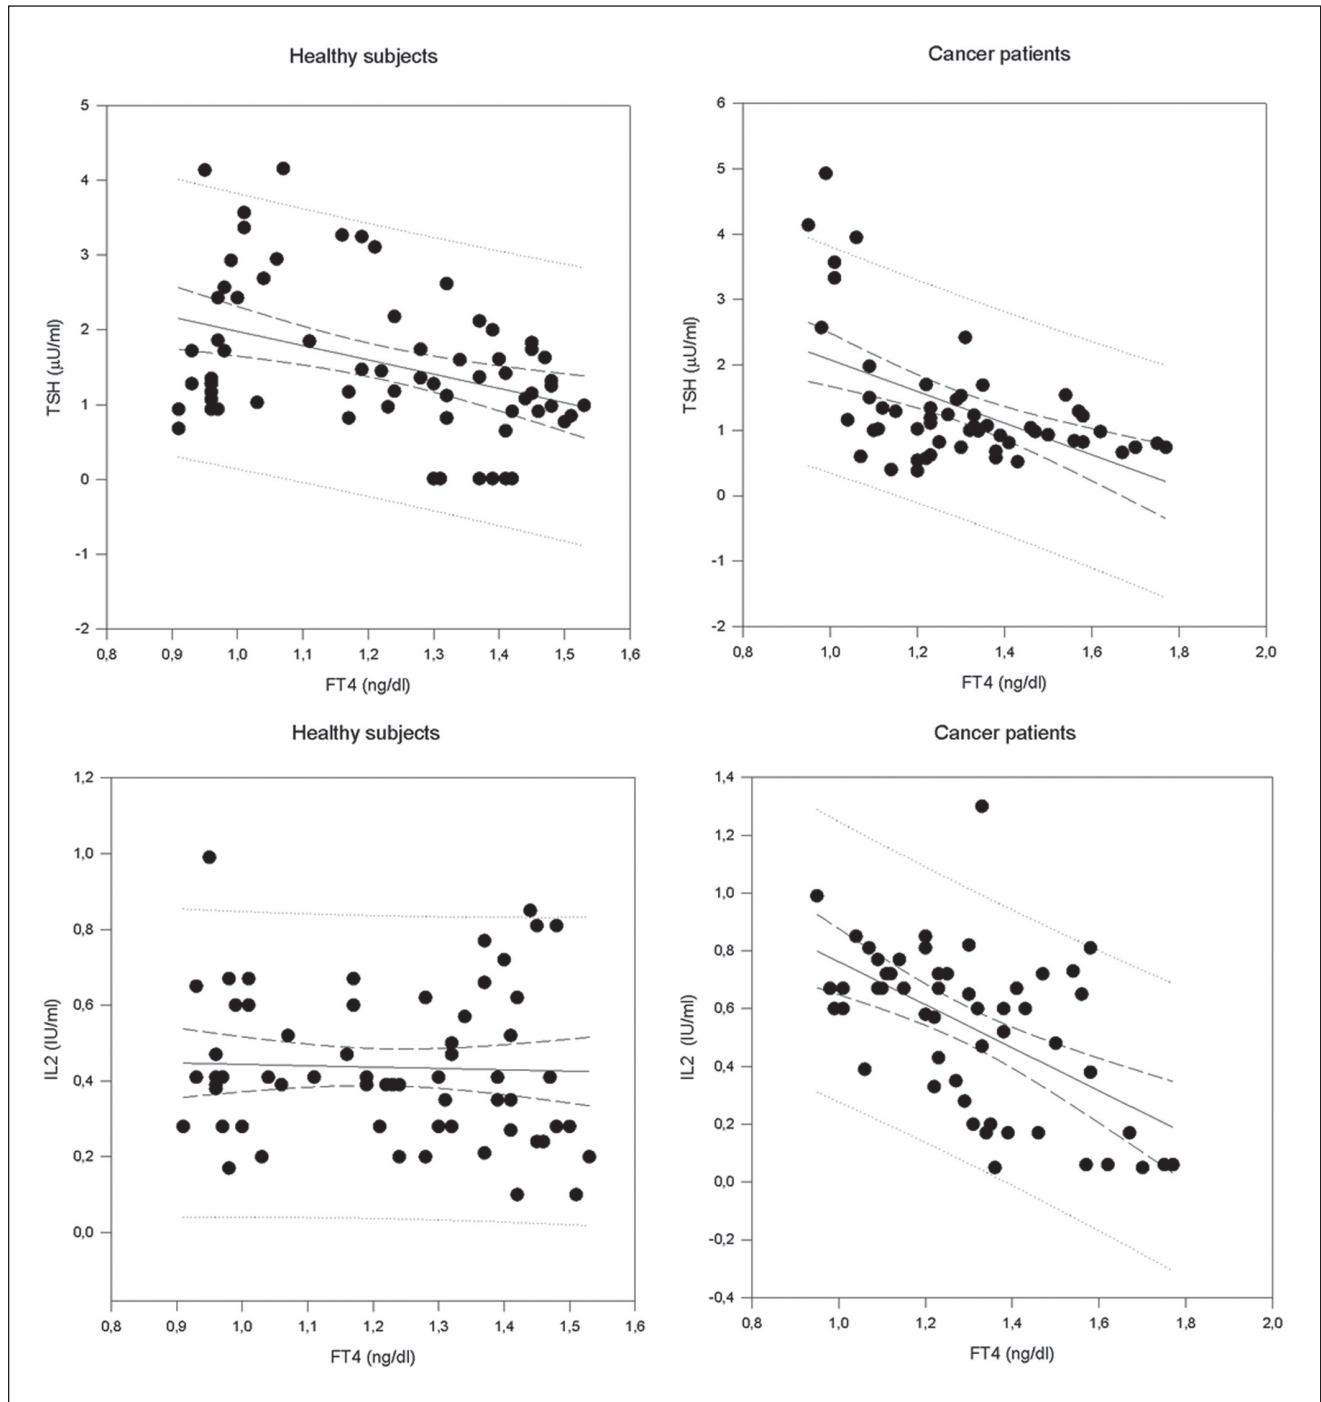 Healthy subjects
Cancer patients
5
4
3
2
1
0
-1
-2
TSH (μU/ml)
0,8 0,9 1,0 1,1 1,2 1,3 1,4 1,5 1,6
FT4 (ng/dl)
6
5
4
3
2
1
0
-1
-2
TSH (μU/ml)
0,8 1,0 1,2 1,4 1,6 1,8 2,0
FT4 (ng/dl)
Healthy subjects
Cancer patients
1,2
1,0
0,8
0,6
0,4
0,2
0,0
IL2 (IU/ml)
0,8 0,9 1,0 1,1 1,2 1,3 1,4 1,5 1,6
FT4 (ng/dl)
1,4
1,2
1,0
0,8
0,6
0,4
0,2
0,0
-0,2
-0,4
IL2 (IU/ml)
0,8 1,0 1,2 1,4 1,6 1,8 2,0
FT4 (ng/dl)